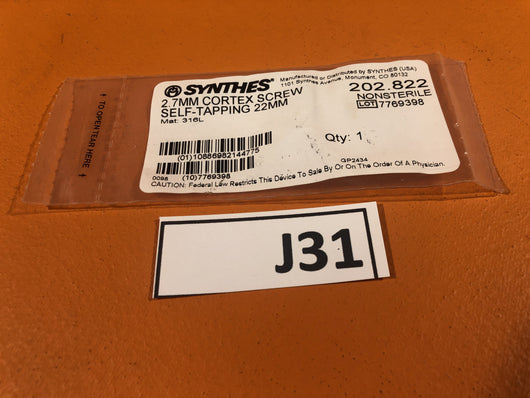 SYNTHES®
Manufactured or Distributed by SYNTHES (USA)
1101 Synthes Avenue, Monument, CO 80132
2.7MM CORTEX SCREW
SELF-TAPPING 22MM
Mat: 316L
202.822
NONSTERILE
LOT 7769398
Qty: 1
(01)10886982144775
GP2434
0098 (10)7769398
CAUTION: Federal Law Restricts This Device To Sale By Or On The Order Of A Physician.
TO OPEN TEAR HERE
J31